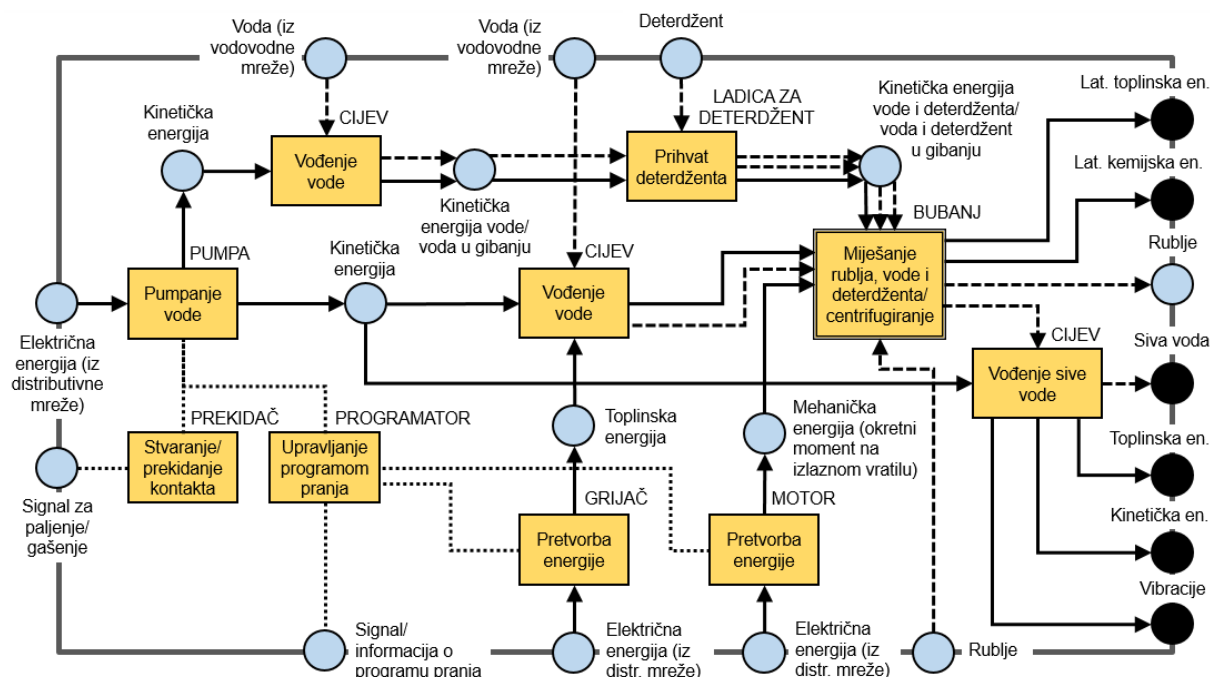 Voda (iz
vodovodne
mreže)
Voda (iz
vodovodne
mreže)
Deterdžent
Kinetička
energija
CIJEV
Vođenje
vode
Kinetička
energija vode/
voda u gibanju
LADICA ZA
DETERDŽENT
Prihvat
deterdženta
Kinetička energija
vode i deterdženta/
voda i deterdžent
u gibanju
Lat. toplinska en.
Lat. kemijska en.
Rublje
PUMPA
Pumpanje
vode
Kinetička
energija
CIJEV
Vođenje
vode
BUBANJ
Miješanje
rublja, vode i
deterdženta/
centrifugiranje
Električna
energija (iz
distributivne
mreže)
CIJEV
Vođenje sive
vode
Siva voda
PREKIDAČ
Stvaranje/
prekidanje
kontakta
PROGRAMATOR
Upravljanje
programom
pranja
Toplinska
energija
Mehanička
energija (okretni
moment na
izlaznom vratilu)
Toplinska en.
Signal za
paljenje/
gašenje
GRIJAČ
Pretvorba
energije
MOTOR
Pretvorba
energije
Kinetička en.
Vibracije
Signal/
informacija o
programu pranja
Električna
energija (iz
distr. mreže)
Električna
energija (iz
distr. mreže)
Rublje